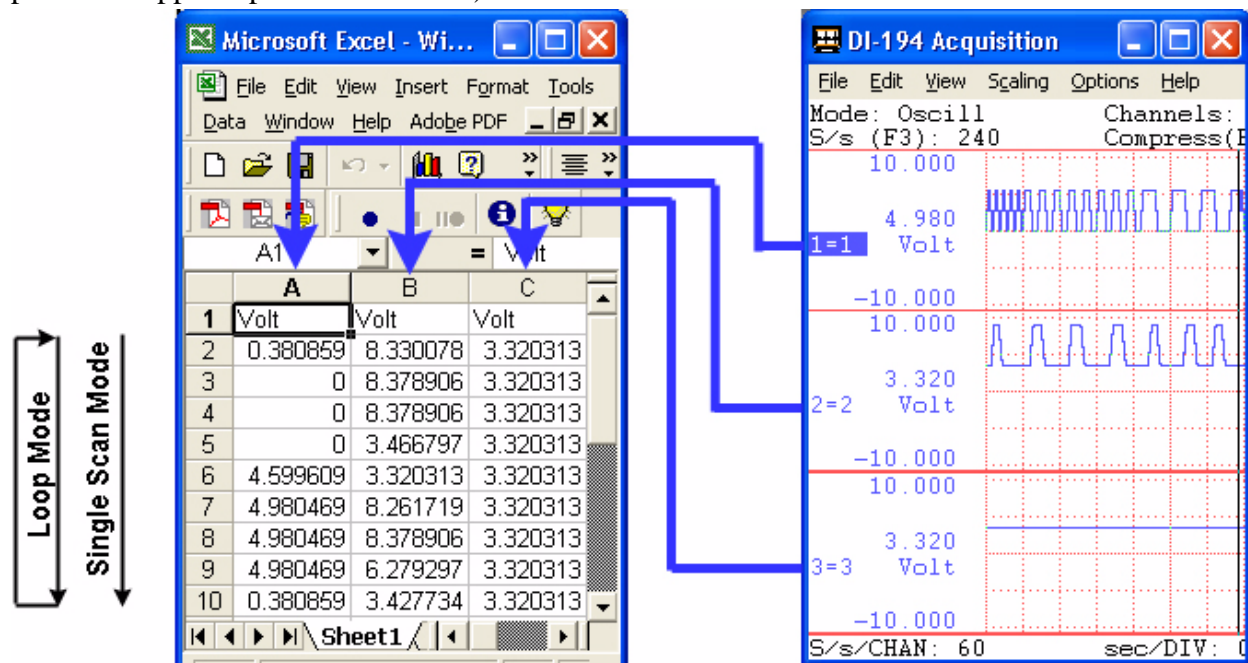 Microsoft Excel - Wi...
File Edit View Insert Format Tools
Data Window Help Adobe PDF
A1 = Volt
A B C
1 Volt Volt Volt
2 0.380859 8.330078 3.320313
3 0 8.378906 3.320313
4 0 8.378906 3.320313
5 0 3.466797 3.320313
6 4.599609 3.320313 3.320313
7 4.980469 8.261719 3.320313
8 4.980469 8.378906 3.320313
9 4.980469 6.279297 3.320313
10 0.380859 3.427734 3.320313
Sheet1
Loop Mode
Single Scan Mode
DI-194 Acquisition
File Edit View Scaling Options Help
Mode: Oscill Channels:
S/s (F3): 240 Compress(F
10.000
4.980
1=1 Volt
-10.000
10.000
3.320
2=2 Volt
-10.000
10.000
3.320
3=3 Volt
-10.000
S/s/CHAN: 60 sec/DIV: